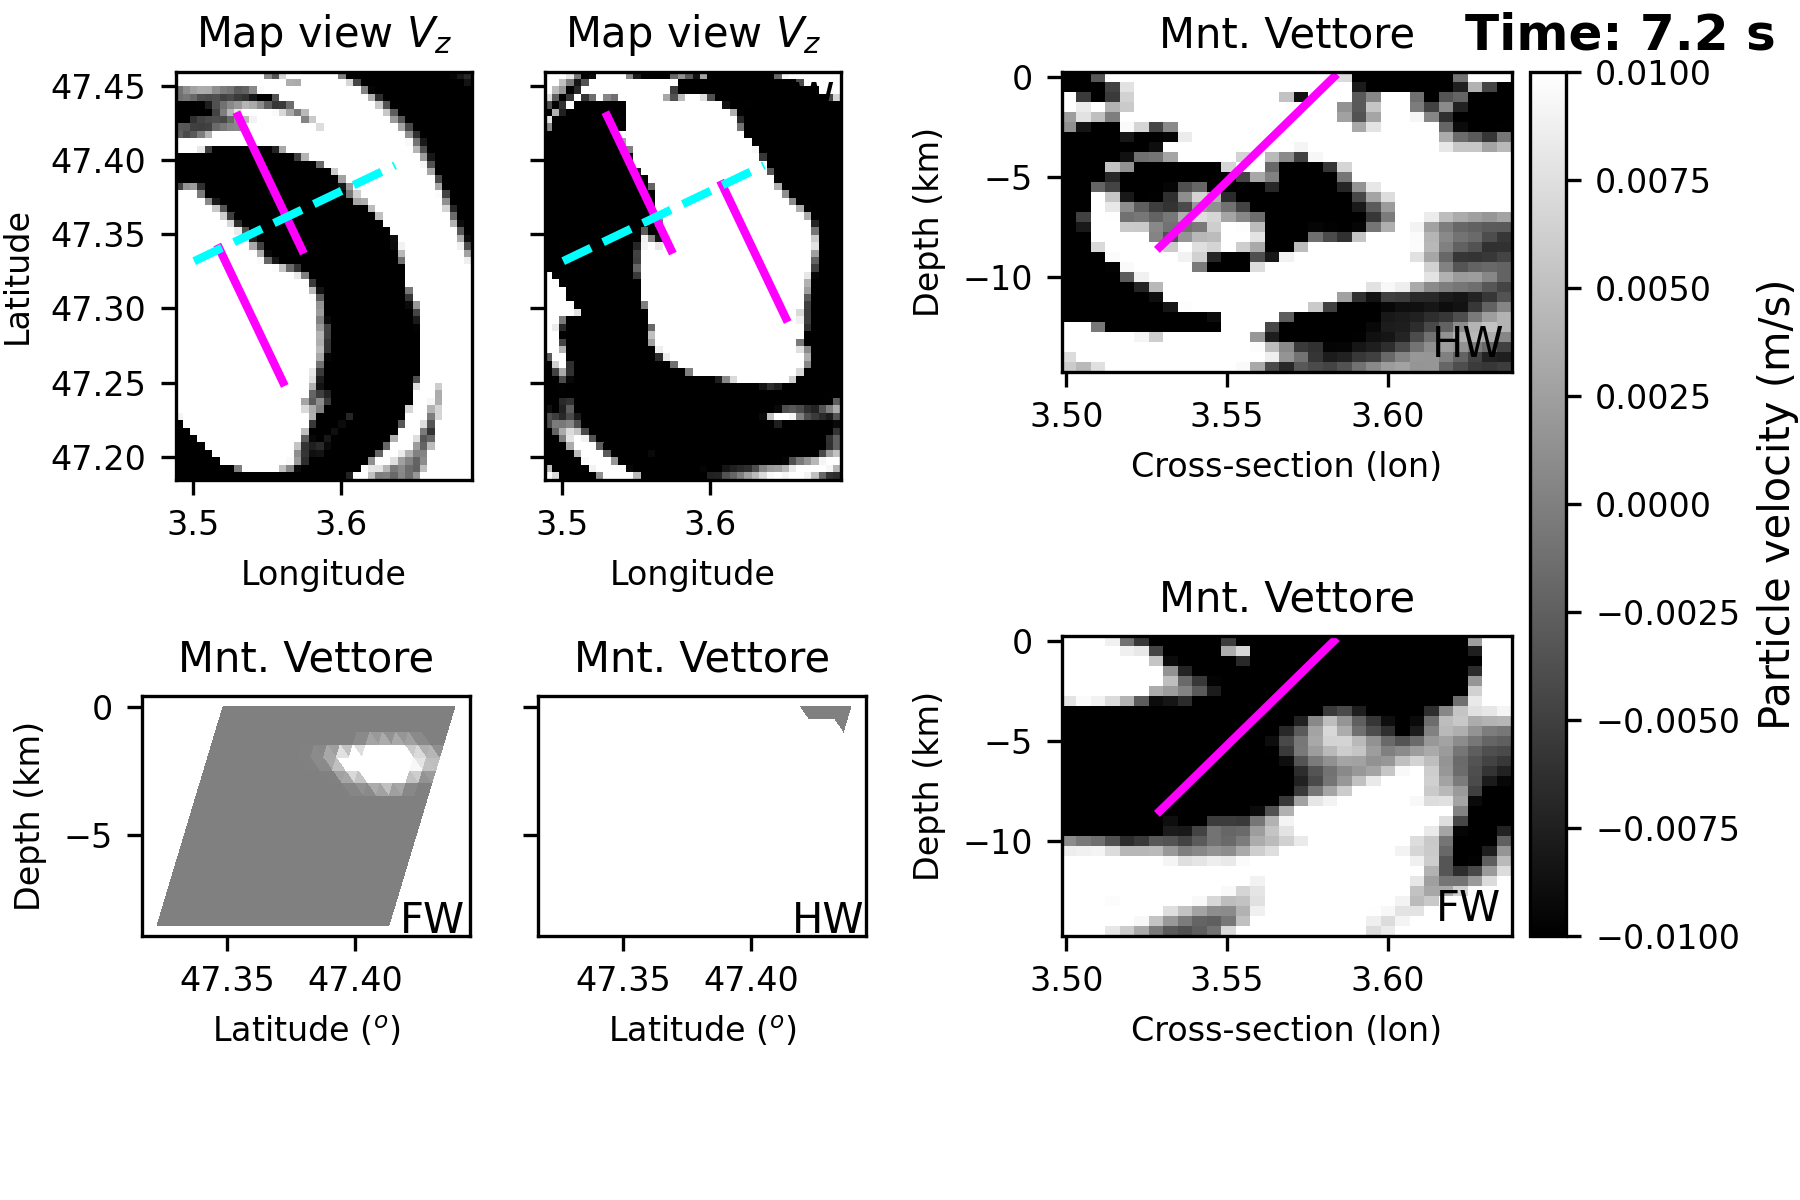 Map view Vz
Map view Vz
Mnt. Vettore
Time: 7.2 s
47.45
47.40
47.35
47.30
47.25
47.20
Latitude
3.5
3.6
Longitude
3.5
3.6
Longitude
0
−5
−10
Depth (km)
HW
3.50
3.55
3.60
Cross-section (lon)
0.0100
0.0075
0.0050
0.0025
0.0000
−0.0025
−0.0050
−0.0075
−0.0100
Particle velocity (m/s)
Mnt. Vettore
0
−5
Depth (km)
FW
47.35
47.40
Latitude (o)
Mnt. Vettore
HW
47.35
47.40
Latitude (o)
Mnt. Vettore
0
−5
−10
Depth (km)
FW
3.50
3.55
3.60
Cross-section (lon)